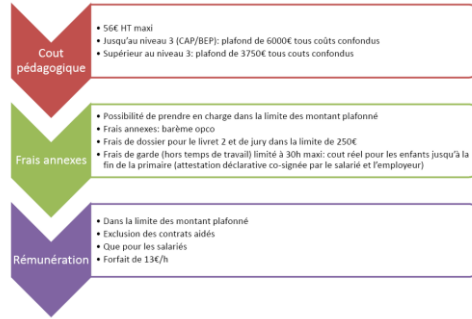 Cout
pédagogique
• 56€ HT maxi
• Jusqu'au niveau 3 (CAP/BEP): plafond de 6000€ tous coûts confondus
• Supérieur au niveau 3: plafond de 3750€ tous couts confondus
Frais annexes
• Possibilité de prendre en charge dans la limite des montant plafonné
• Frais annexes: barème opco
• Frais de dossier pour le livret 2 et de jury dans la limite de 250€
• Frais de garde (hors temps de travail) limité à 30h maxi: cout réel pour les enfants jusqu'à la
fin de la primaire (attestation déclarative co-signée par le salarié et l'employeur)
Rémunération
• Dans la limite des montant plafonné
• Exclusion des contrats aidés
• Que pour les salariés
• Forfait de 13€/h